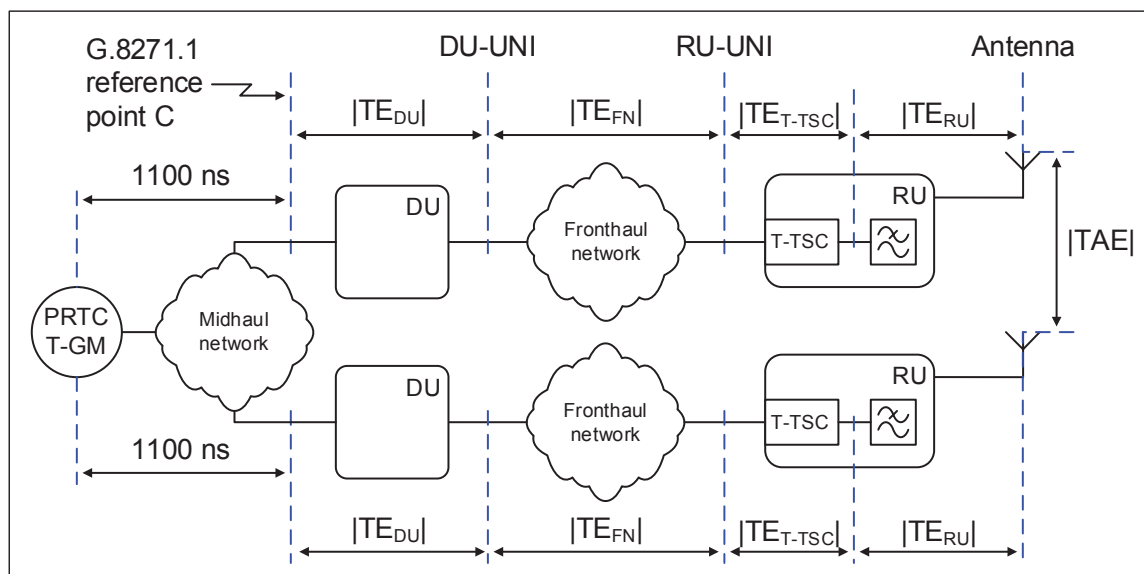 G.8271.1
reference
point C
DU-UNI
RU-UNI
Antenna
|TE_DU|
|TE_FN|
|TE_T-TSC|
|TE_RU|
1100 ns
DU
Fronthaul
network
RU
T-TSC
|TAE|
PRTC
T-GM
Midhaul
network
DU
Fronthaul
network
RU
T-TSC
1100 ns
|TE_DU|
|TE_FN|
|TE_T-TSC|
|TE_RU|